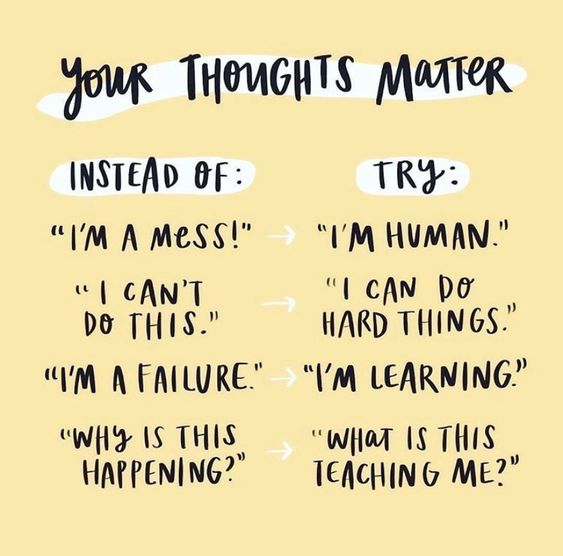 YOUR THOUGHTS MATTER
INSTEAD OF:
TRY:
"I'M A MESS!" → "I'M HUMAN."
"I CAN'T
DO THIS." → "I CAN DO
HARD THINGS."
"I'M A FAILURE." → "I'M LEARNING."
"WHY IS THIS
HAPPENING?" → "WHAT IS THIS
TEACHING ME?"